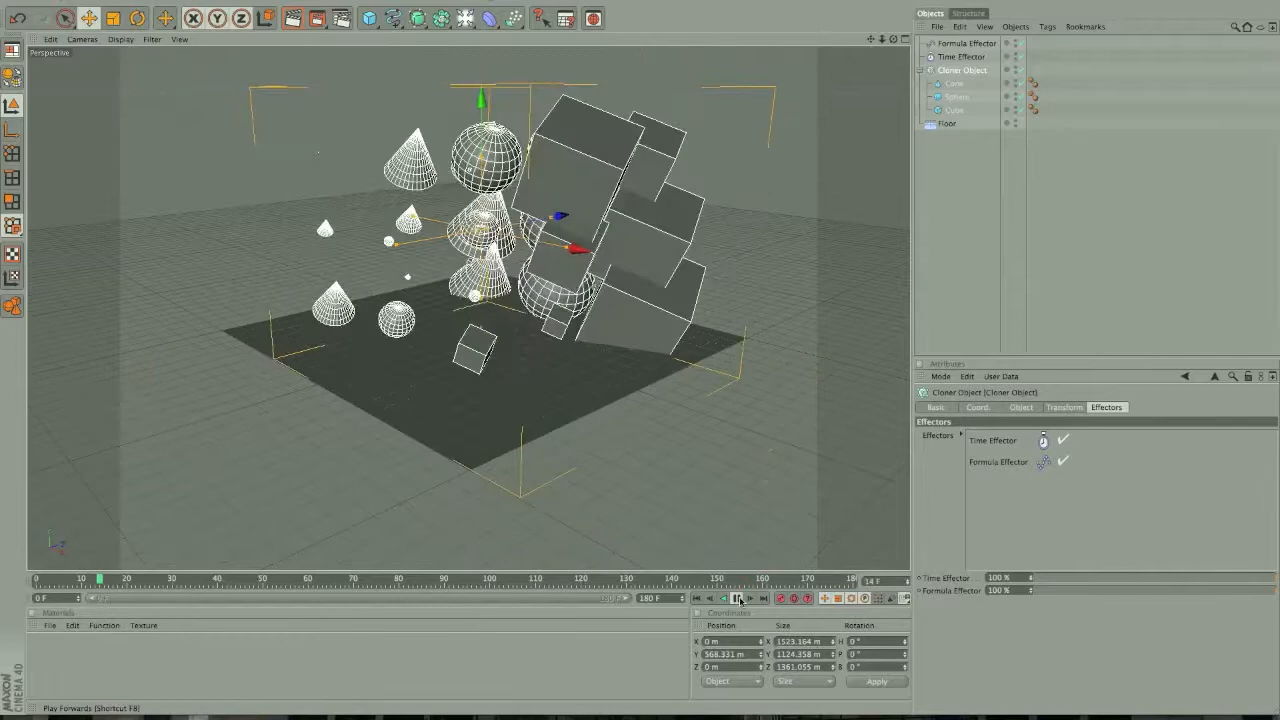 Objects Structure
File Edit View Objects Tags Bookmarks
Edit Cameras Display Filter View
Perspective
Formula Effector
Time Effector
Cloner Object
Cone
Sphere
Cube
Floor
Attributes
Mode Edit User Data
Cloner Object [Cloner Object]
Basic Coord. Object Transform Effectors
Effectors
Effectors
Time Effector
Formula Effector
Time Effector . . 100 %
Formula Effector 100 %
0 10 20 30 40 50 60 70 80 90 100 110 120 130 140 150 160 170 180
14 F
0 F
180 F
Materials
File Edit Function Texture
Coordinates
Position Size Rotation
X 0 m X 1523.164 m H 0 °
Y 568.331 m Y 1124.358 m P 0 °
Z 0 m Z 1361.055 m B 0 °
Object Size Apply
MAXON
CINEMA 4D
Play Forwards [Shortcut F8]